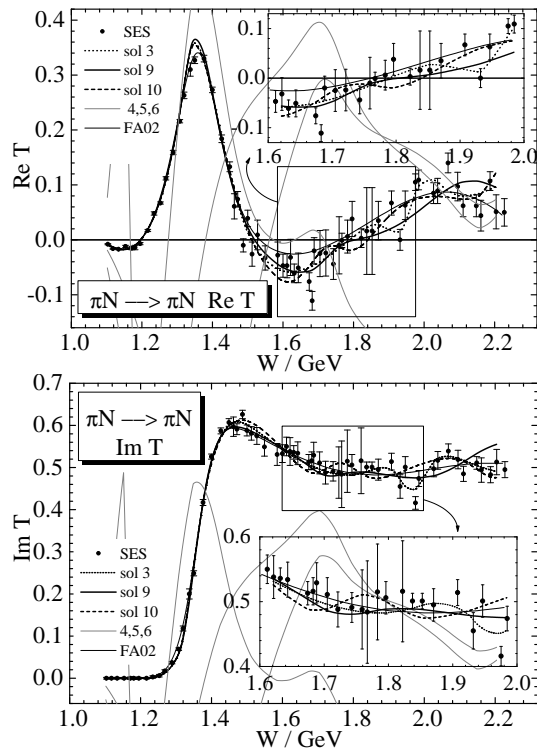 0.4
0.3
0.2
0.1
0.0
-0.1
Re T
SES
sol 3
sol 9
sol 10
4,5,6
FA02
0.1
0.0
-0.1
1.6 1.7 1.8 1.9 2.0
πN —> πN Re T
1.0 1.2 1.4 1.6 1.8 2.0 2.2
W / GeV
0.7
0.6
0.5
0.4
0.3
0.2
0.1
0.0
Im T
πN —> πN
Im T
SES
sol 3
sol 9
sol 10
4,5,6
FA02
0.6
0.5
0.4
1.6 1.7 1.8 1.9 2.0
1.0 1.2 1.4 1.6 1.8 2.0 2.2
W / GeV